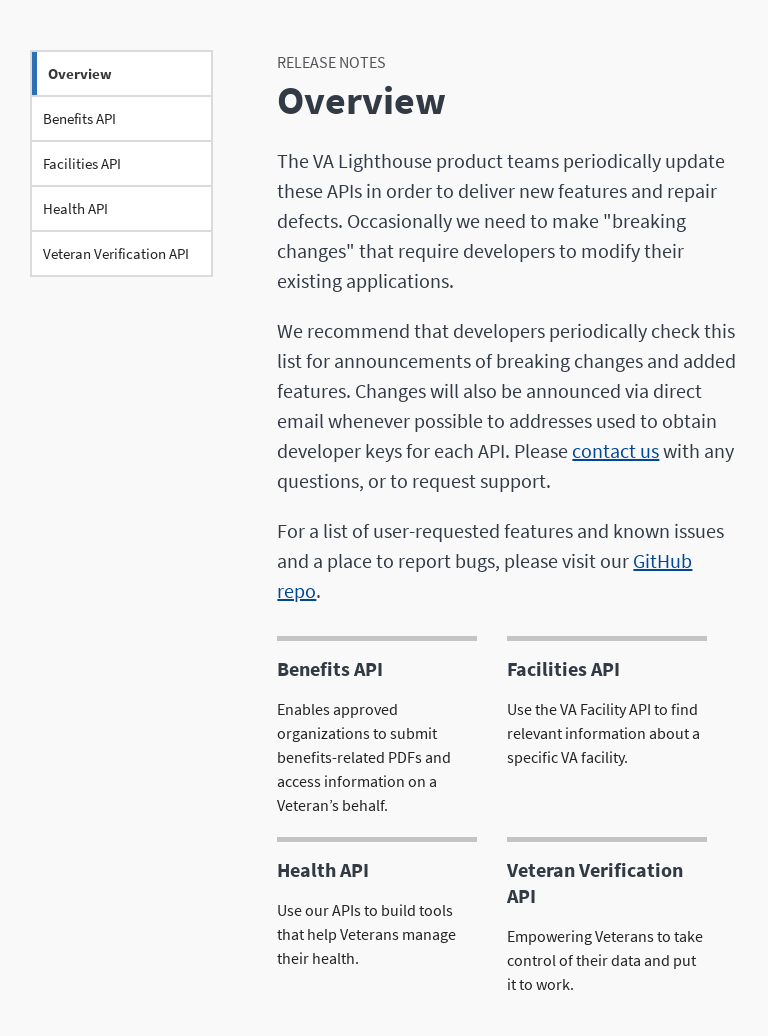 Overview
Benefits API
Facilities API
Health API
Veteran Verification API
RELEASE NOTES
Overview
The VA Lighthouse product teams periodically update
these APIs in order to deliver new features and repair
defects. Occasionally we need to make "breaking
changes" that require developers to modify their
existing applications.
We recommend that developers periodically check this
list for announcements of breaking changes and added
features. Changes will also be announced via direct
email whenever possible to addresses used to obtain
developer keys for each API. Please contact us with any
questions, or to request support.
For a list of user-requested features and known issues
and a place to report bugs, please visit our GitHub
repo.
Benefits API
Enables approved
organizations to submit
benefits-related PDFs and
access information on a
Veteran’s behalf.
Facilities API
Use the VA Facility API to find
relevant information about a
specific VA facility.
Health API
Use our APIs to build tools
that help Veterans manage
their health.
Veteran Verification
API
Empowering Veterans to take
control of their data and put
it to work.